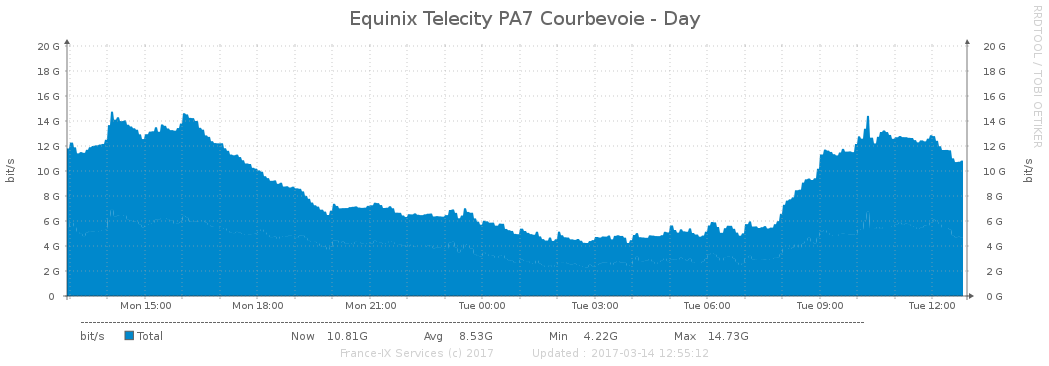 Equinix Telecity PA7 Courbevoie - Day
RRDTOOL / TOBI OETIKER
bit/s
20 G 20 G
18 G 18 G
16 G 16 G
14 G 14 G
12 G 12 G
10 G 10 G
8 G 8 G
6 G 6 G
4 G 4 G
2 G 2 G
0 0 G
bit/s
Mon 15:00 Mon 18:00 Mon 21:00 Tue 00:00 Tue 03:00 Tue 06:00 Tue 09:00 Tue 12:00
bit/s Total Now 10.81G Avg 8.53G Min 4.22G Max 14.73G
France-IX Services (c) 2017 Updated : 2017-03-14 12:55:12